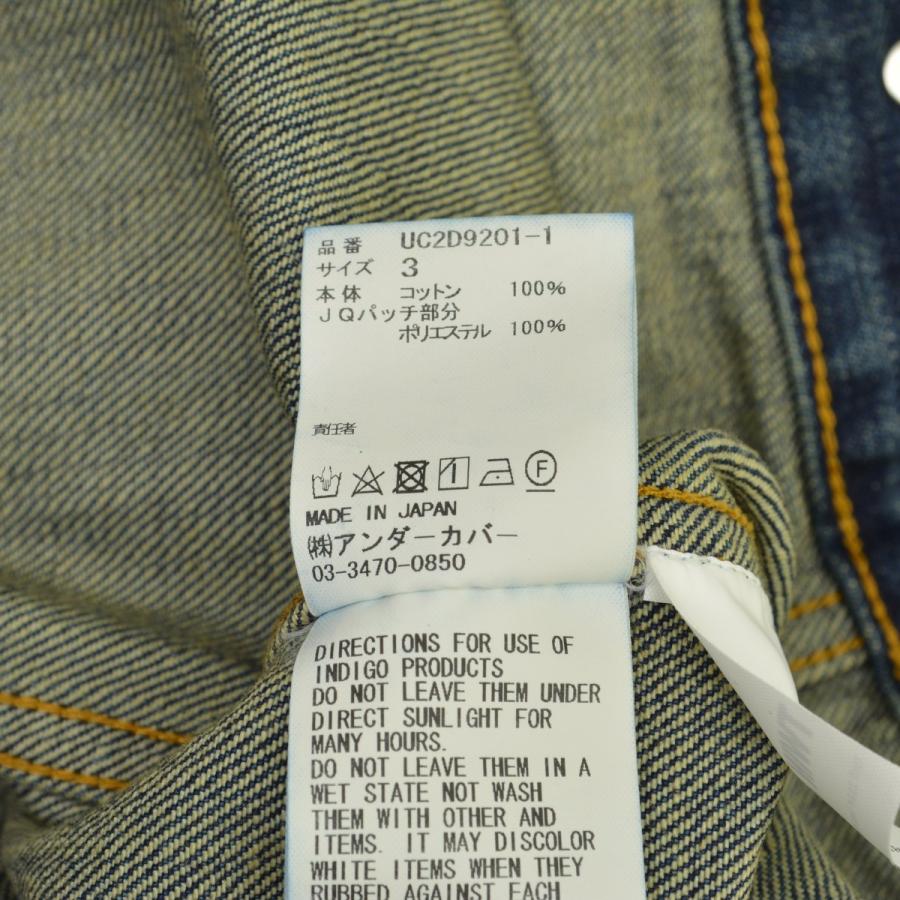 品番 UC2D9201-1
サイズ 3
本体 コットン 100%
JQパッチ部分
ポリエステル 100%
責任者
F
MADE IN JAPAN
㈱アンダーカバー
03-3470-0850
DIRECTIONS FOR USE OF
INDIGO PRODUCTS
DO NOT LEAVE THEM UNDER
DIRECT SUNLIGHT FOR
MANY HOURS.
DO NOT LEAVE THEM IN A
WET STATE NOT WASH
THEM WITH OTHER AND
ITEMS. IT MAY DISCOLOR
WHITE ITEMS WHEN THEY
RUBBED AGAINST EACH